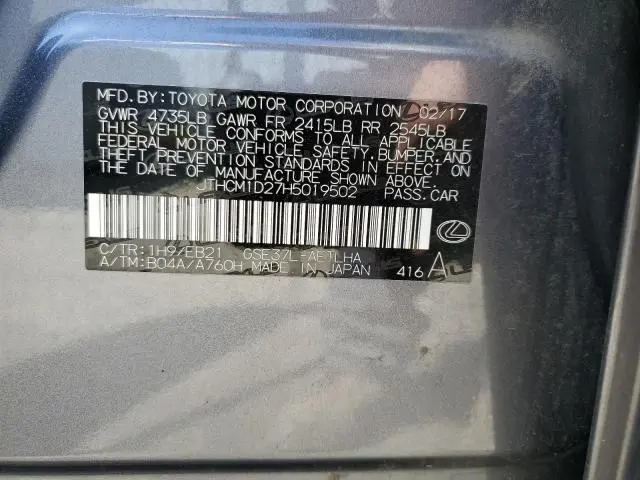 MFD. BY: TOYOTA MOTOR CORPORATION 02/17
GVWR 4735LB GAWR FR 2415LB RR 2545LB
THIS VEHICLE CONFORMS TO ALL APPLICABLE
FEDERAL MOTOR VEHICLE SAFETY, BUMPER, AND
THEFT PREVENTION STANDARDS IN EFFECT ON
THE DATE OF MANUFACTURE SHOWN ABOVE.
JTHCM1D27H5019502 PASS.CAR
C/TR:1H9/EB21 GSE37L-AETLHA
A/TM:B04A/A760H MADE IN JAPAN 416 A